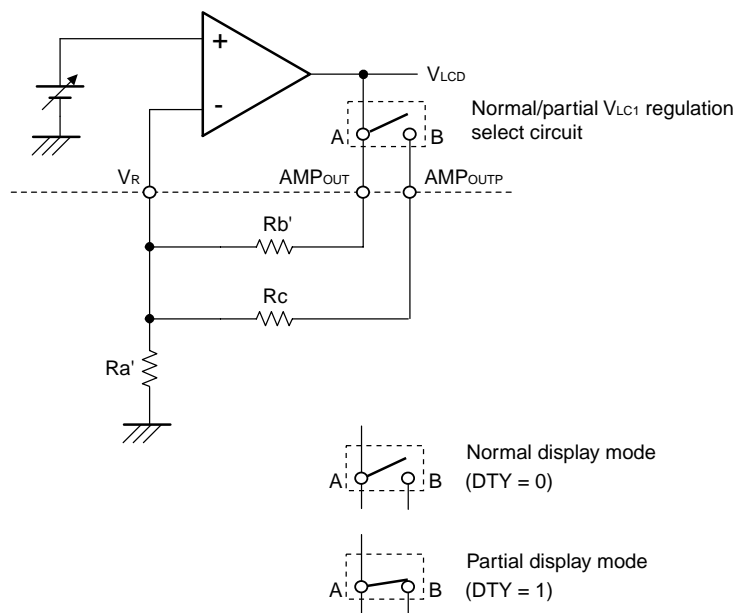 +
-
VLCD
Normal/partial VLC1 regulation
select circuit
A
B
VR
AMPOUT
AMPOUTP
Rb'
Rc
Ra'
A
B
Normal display mode
(DTY = 0)
A
B
Partial display mode
(DTY = 1)